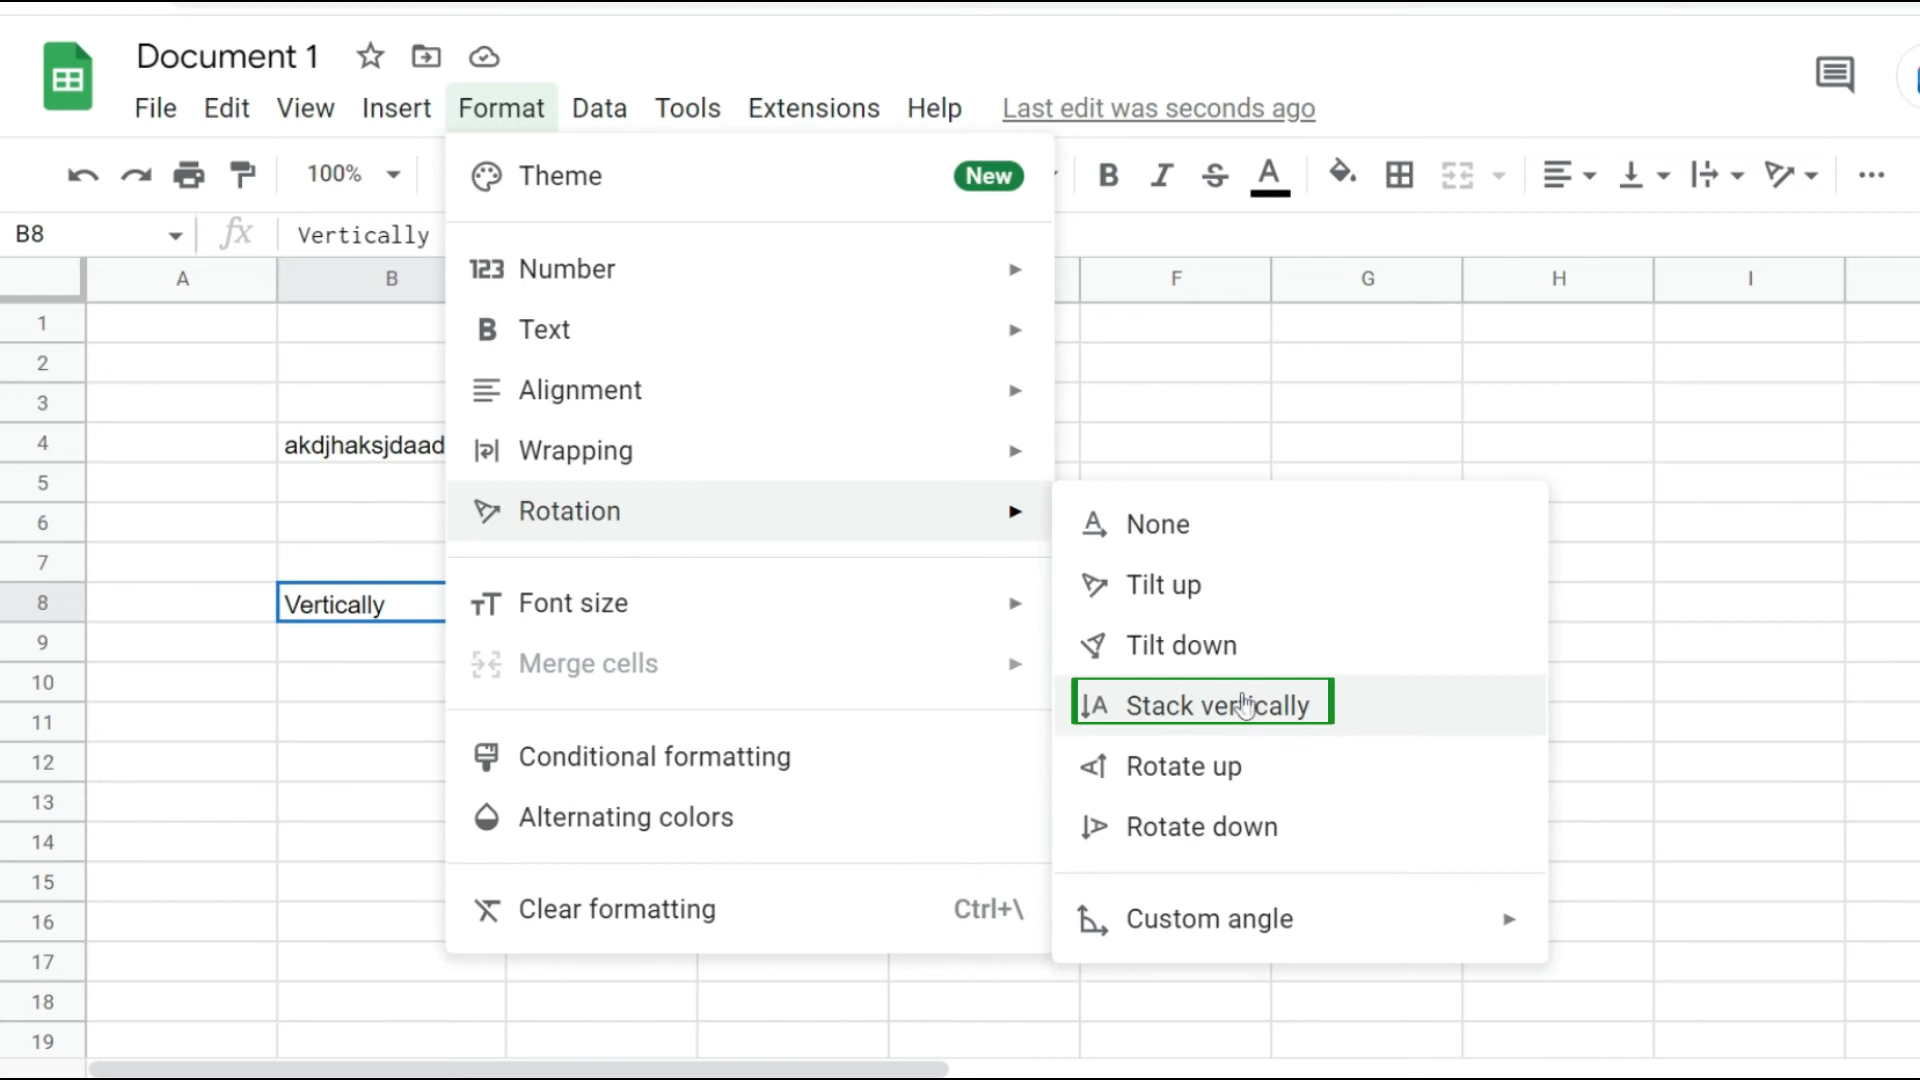 Document 1
File Edit View Insert Format Data Tools Extensions Help Last edit was seconds ago
100% B I S A
B8 fx Vertically
A B F G H I
Theme New
123 Number
B Text
Alignment
Wrapping
Rotation
Font size
Merge cells
Conditional formatting
Alternating colors
Clear formatting Ctrl+\
None
Tilt up
Tilt down
Stack vertically
Rotate up
Rotate down
Custom angle
1
2
3
4 akdjhaksjdaad
5
6
7
8 Vertically
9
10
11
12
13
14
15
16
17
18
19